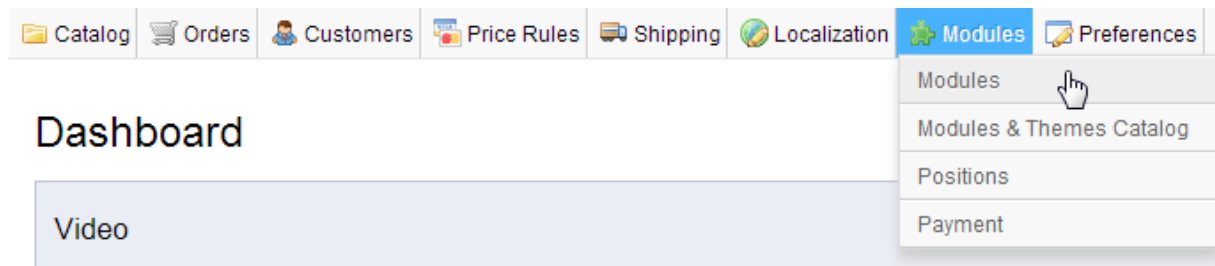 Catalog Orders Customers Price Rules Shipping Localization Modules Preferences
Modules
Modules & Themes Catalog
Positions
Payment
Dashboard
Video